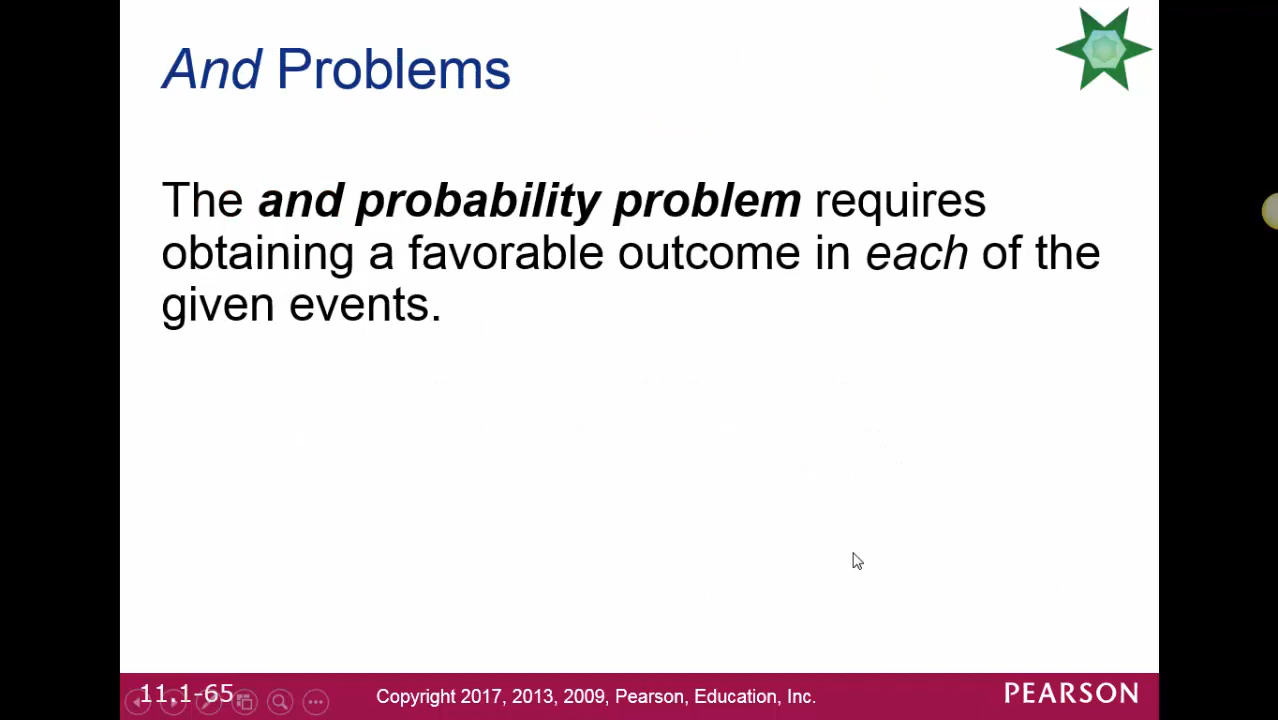 And Problems
The and probability problem requires
obtaining a favorable outcome in each of the
given events.
11.1-65
Copyright 2017, 2013, 2009, Pearson, Education, Inc.
PEARSON